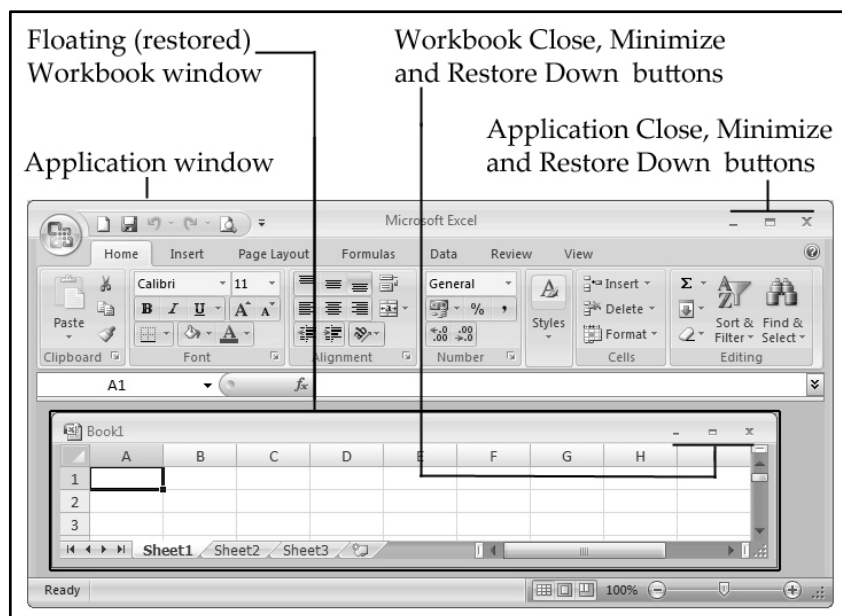 Floating (restored)
Workbook window
Workbook Close, Minimize
and Restore Down buttons
Application Close, Minimize
and Restore Down buttons
Application window
Microsoft Excel
Home Insert Page Layout Formulas Data Review View
Calibri 11 General Insert Σ
B I U A A % , Delete
Paste A Styles Format Sort & Filter Find & Select
Clipboard Font Alignment Number Cells Editing
A1 fx
Book1
A B C D E F G H
1
2
3
Sheet1 Sheet2 Sheet3
Ready 100%